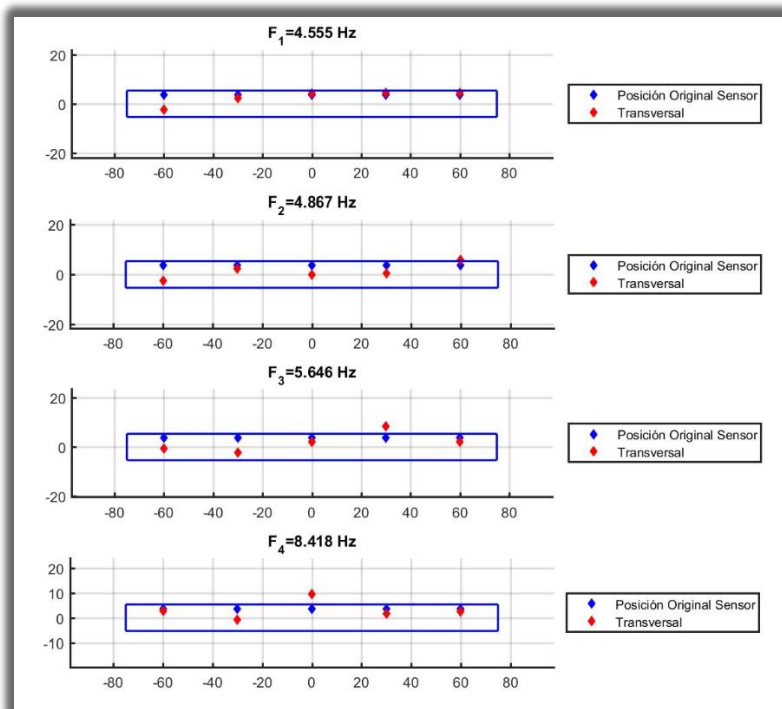 F1=4.555 Hz
20
0
-20
-80 -60 -40 -20 0 20 40 60 80
Posición Original Sensor
Transversal
F2=4.867 Hz
20
0
-20
-80 -60 -40 -20 0 20 40 60 80
Posición Original Sensor
Transversal
F3=5.646 Hz
20
0
-20
-80 -60 -40 -20 0 20 40 60 80
Posición Original Sensor
Transversal
F4=8.418 Hz
20
10
0
-10
-80 -60 -40 -20 0 20 40 60 80
Posición Original Sensor
Transversal